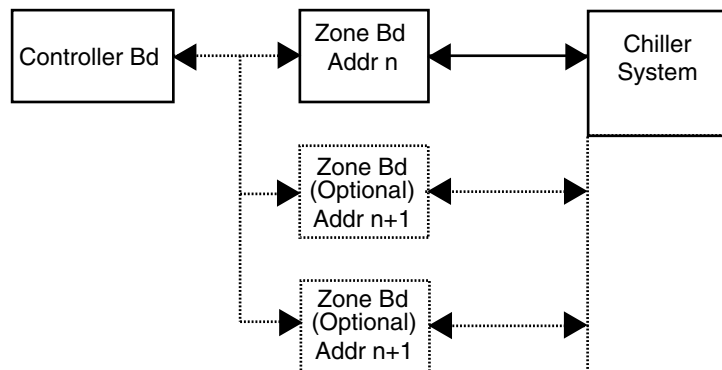 Controller Bd
Zone Bd
Addr n
Chiller
System
Zone Bd
(Optional)
Addr n+1
Zone Bd
(Optional)
Addr n+1